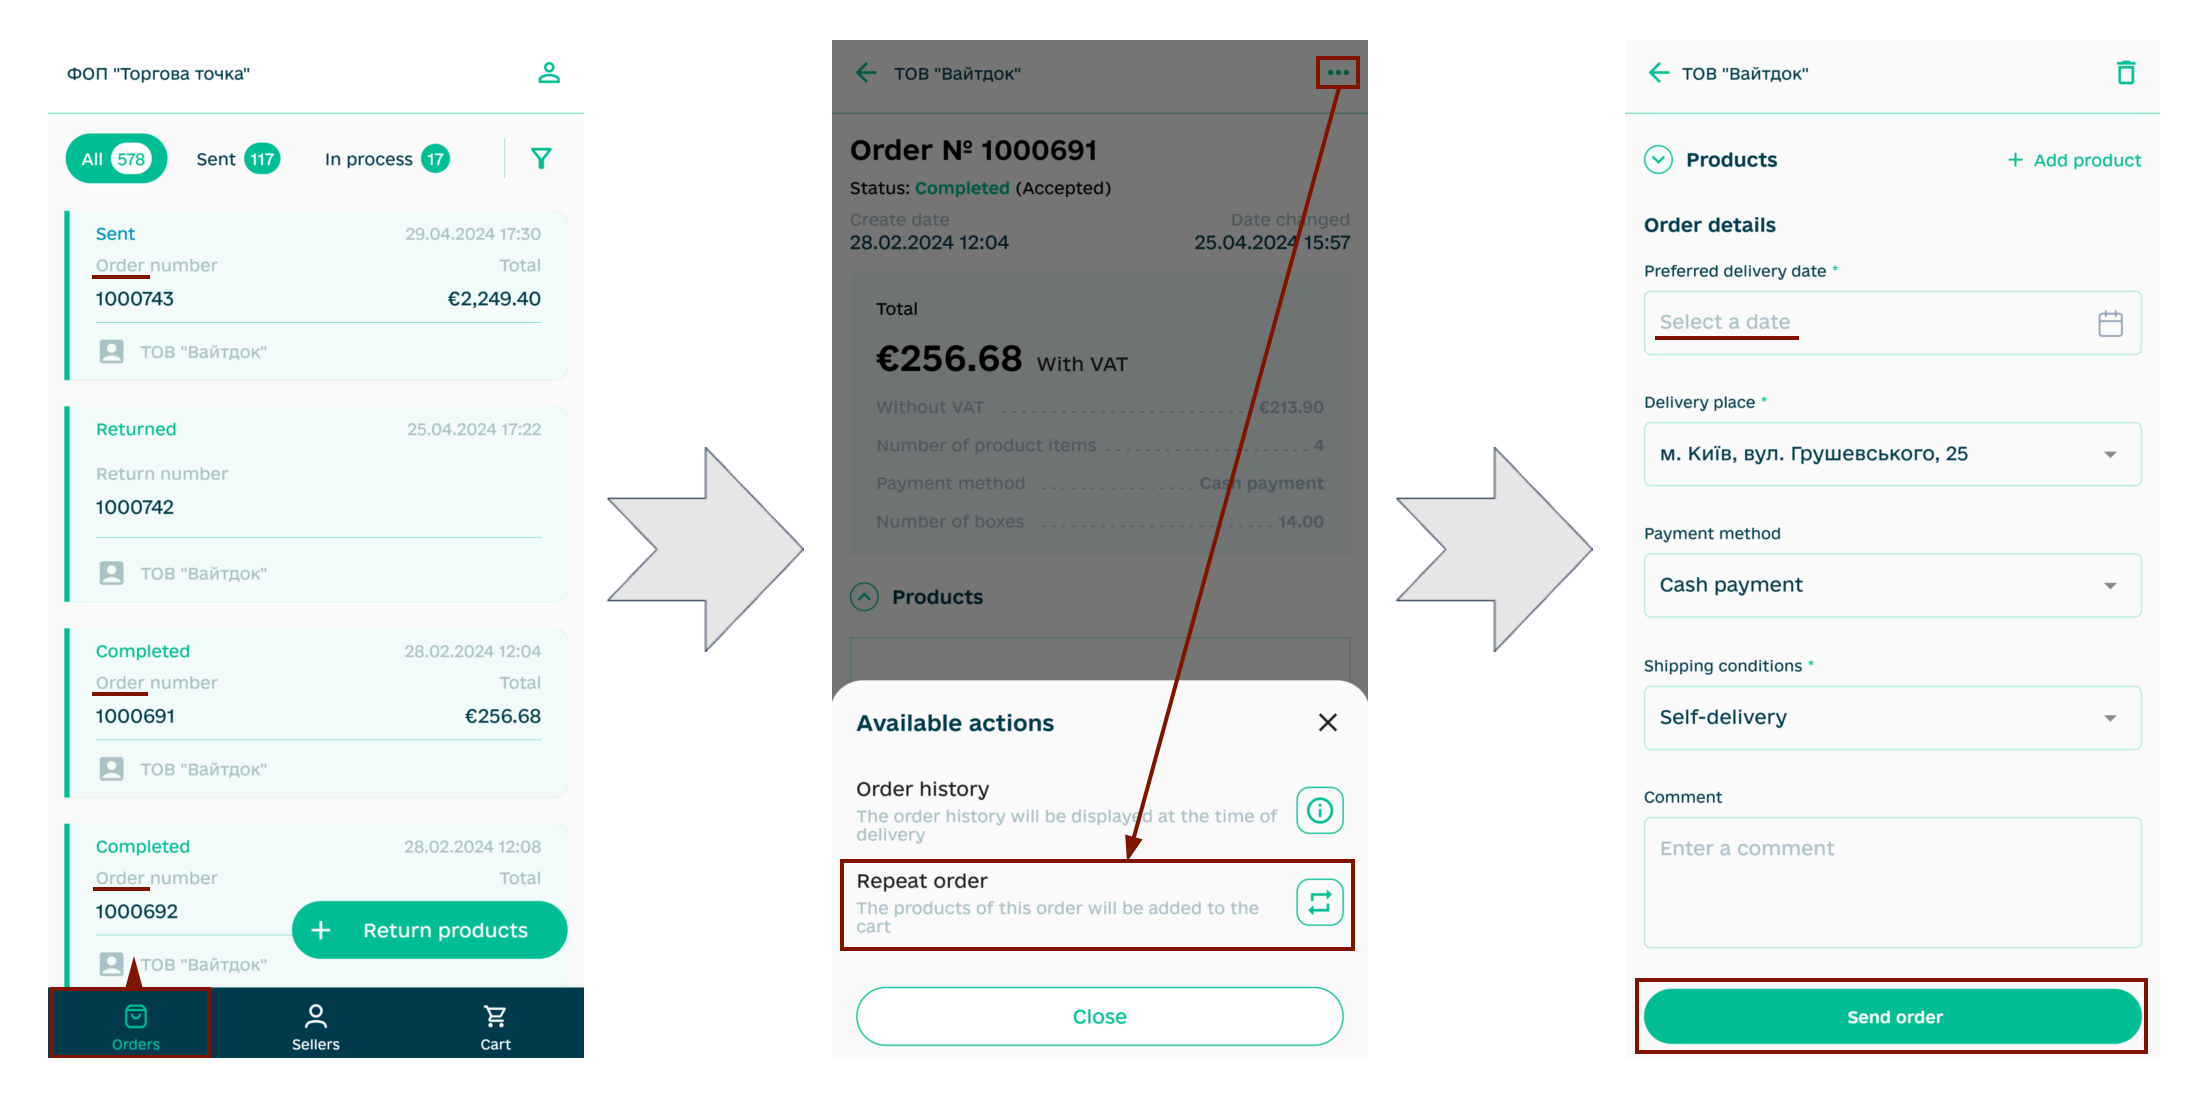 ФОП "Торгова точка"
All 578 Sent 117 In process 17
Sent 29.04.2024 17:30
Order number Total
1000743 €2,249.40
ТОВ "Вайтдок"
Returned 25.04.2024 17:22
Return number
1000742
ТОВ "Вайтдок"
Completed 28.02.2024 12:04
Order number Total
1000691 €256.68
ТОВ "Вайтдок"
Completed 28.02.2024 12:08
Order number Total
1000692
+ Return products
ТОВ "Вайтдок"
Orders Sellers Cart
ТОВ "Вайтдок"
Order № 1000691
Status: Completed (Accepted)
Create date Date changed
28.02.2024 12:04 25.04.2024 15:57
Total
€256.68 With VAT
Without VAT €213.90
Number of product items 4
Payment method Cash payment
Number of boxes 14.00
Products
Available actions
Order history
The order history will be displayed at the time of
delivery
Repeat order
The products of this order will be added to the
cart
Close
ТОВ "Вайтдок"
Products + Add product
Order details
Preferred delivery date *
Select a date
Delivery place *
м. Київ, вул. Грушевського, 25
Payment method
Cash payment
Shipping conditions *
Self-delivery
Comment
Enter a comment
Send order